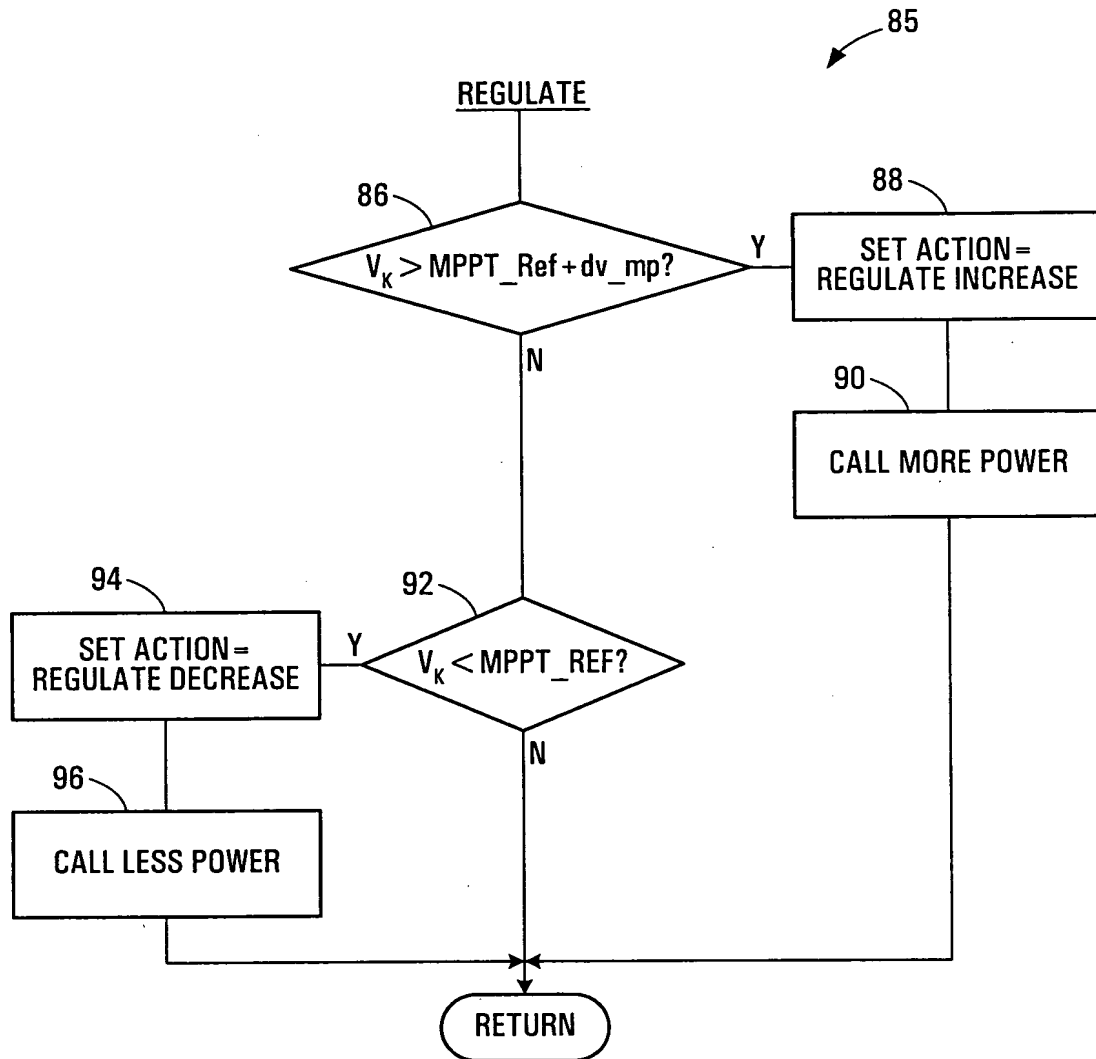 85
REGULATE
86
V_K > MPPT_Ref + dv_mp?
Y
88
SET ACTION =
REGULATE INCREASE
N
90
CALL MORE POWER
92
V_K < MPPT_REF?
Y
94
SET ACTION =
REGULATE DECREASE
N
96
CALL LESS POWER
RETURN